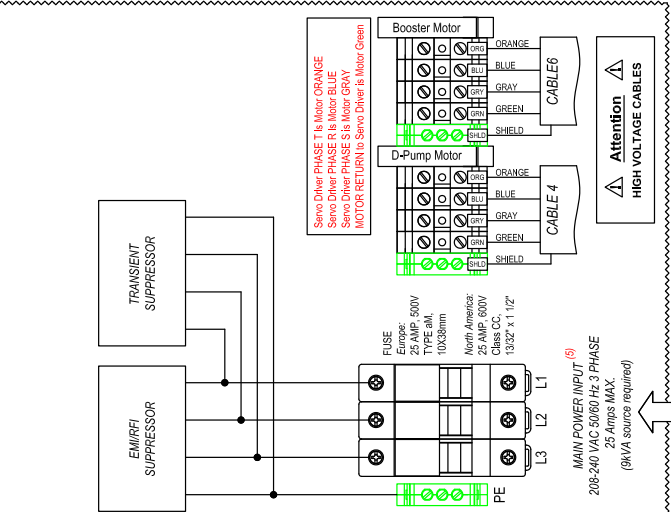 Booster Motor
ORG
ORANGE
BLU
BLUE
GRY
GRAY
GRN
GREEN
SHLD
SHIELD
CABLE6
D-Pump Motor
ORG
ORANGE
BLU
BLUE
GRY
GRAY
GRN
GREEN
SHLD
SHIELD
CABLE 4
Attention
HIGH VOLTAGE CABLES
Servo Driver PHASE T Is Motor ORANGE
Servo Driver PHASE R Is Motor BLUE
Servo Driver PHASE S is Motor GRAY
MOTOR RETURN to Servo Driver is Motor Green
TRANSIENT
SUPPRESSOR
EMI/RFI
SUPPRESSOR
FUSE
Europe:
25 AMP, 500V
TYPE aM,
10X38mm
North America:
25 AMP, 600V
Class CC,
13/32" x 1 1/2"
L1
L2
L3
PE
MAIN POWER INPUT (5)
208-240 VAC 50/60 Hz 3 PHASE
25 Amps MAX.
(9kVA source required)